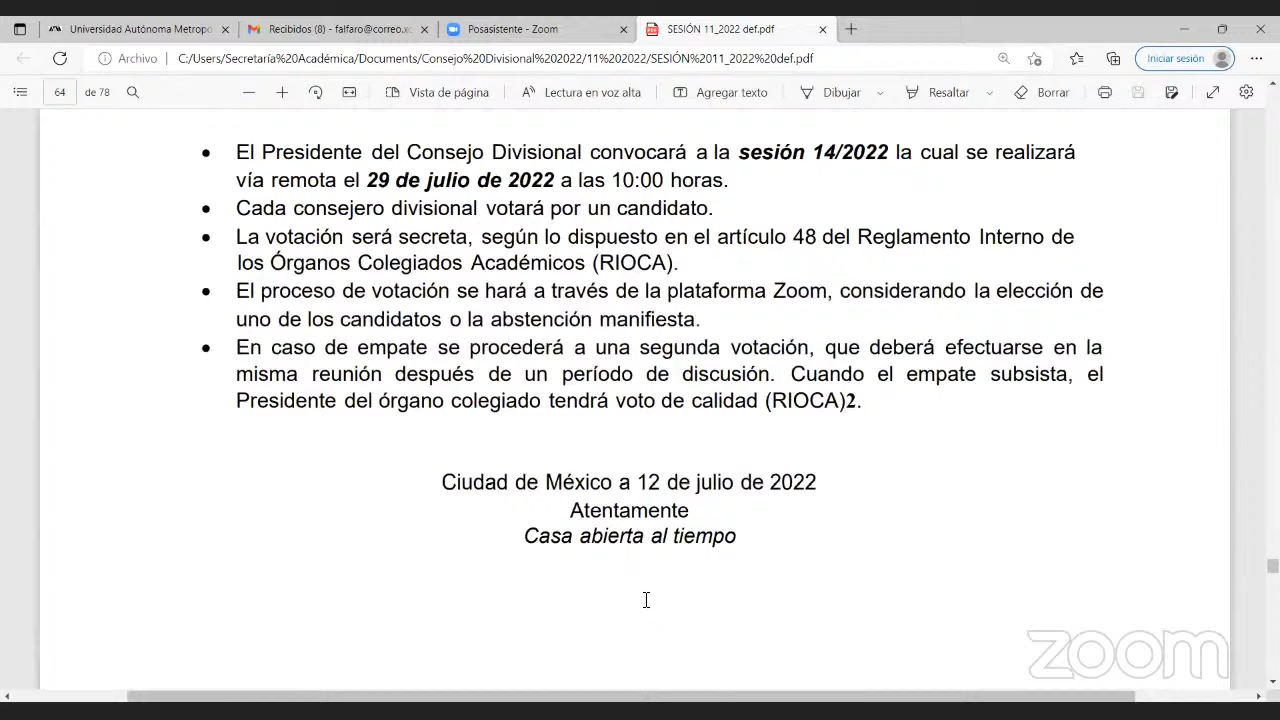 Universidad Autónoma Metropo
Recibidos (8) - falfaro@correo.xo
Posasistente - Zoom
SESIÓN 11_2022 def.pdf
Archivo
C:/Users/Secretaría%20Académica/Documents/Consejo%20Divisional%202022/11%202022/SESIÓN%2011_2022%20def.pdf
Iniciar sesión
64 de 78
Vista de página
Lectura en voz alta
Agregar texto
Dibujar
Resaltar
Borrar
• El Presidente del Consejo Divisional convocará a la sesión 14/2022 la cual se realizará
vía remota el 29 de julio de 2022 a las 10:00 horas.
• Cada consejero divisional votará por un candidato.
• La votación será secreta, según lo dispuesto en el artículo 48 del Reglamento Interno de
los Órganos Colegiados Académicos (RIOCA).
• El proceso de votación se hará a través de la plataforma Zoom, considerando la elección de
uno de los candidatos o la abstención manifiesta.
• En caso de empate se procederá a una segunda votación, que deberá efectuarse en la
misma reunión después de un período de discusión. Cuando el empate subsista, el
Presidente del órgano colegiado tendrá voto de calidad (RIOCA)2.
Ciudad de México a 12 de julio de 2022
Atentamente
Casa abierta al tiempo
zoom